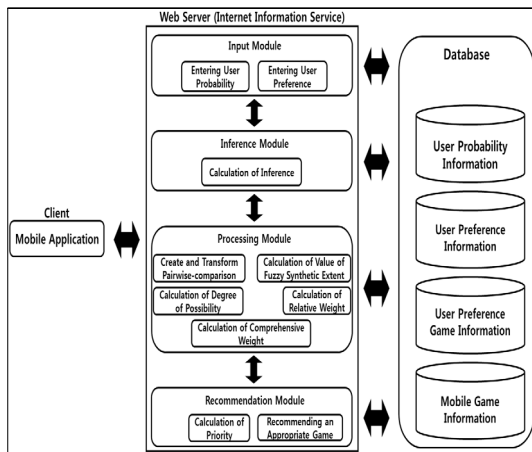 Web Server (Internet Information Service)
Input Module
Entering User
Probability
Entering User
Preference
Inference Module
Calculation of Inference
Client
Mobile Application
Processing Module
Create and Transform
Pairwise-comparison
Calculation of Value of
Fuzzy Synthetic Extent
Calculation of Degree
of Possibility
Calculation of
Relative Weight
Calculation of Comprehensive
Weight
Recommendation Module
Calculation of
Priority
Recommending an
Appropriate Game
Database
User Probability
Information
User Preference
Information
User Preference
Game Information
Mobile Game
Information